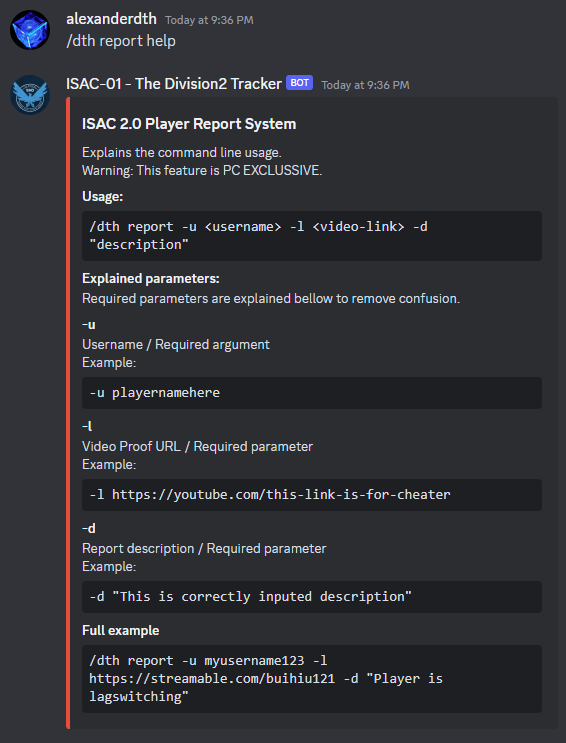 alexanderdth Today at 9:36 PM
/dth report help
ISAC-01 - The Division2 Tracker BOT Today at 9:36 PM
ISAC 2.0 Player Report System
Explains the command line usage.
Warning: This feature is PC EXCLUSSIVE.
Usage:
/dth report -u <username> -l <video-link> -d
"description"
Explained parameters:
Required parameters are explained bellow to remove confusion.
-u
Username / Required argument
Example:
-u playernamehere
-l
Video Proof URL / Required parameter
Example:
-l https://youtube.com/this-link-is-for-cheater
-d
Report description / Required parameter
Example:
-d "This is correctly inputed description"
Full example
/dth report -u myusername123 -l
https://streamable.com/buihiu121 -d "Player is
lagswitching"